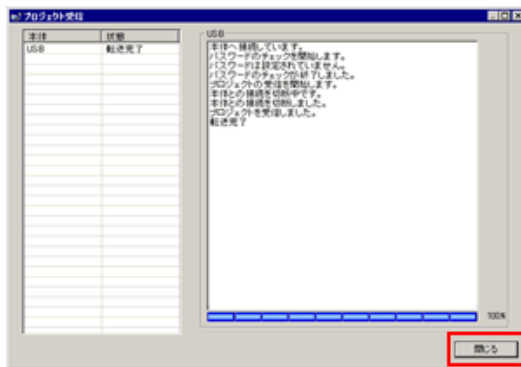 プロジェクト受信
本体 状態
USB 転送完了
USB
本体へ接続しています。
パスワードのチェックを開始します。
パスワードは設定されていません。
パスワードのチェックが終了しました。
プロジェクトの受信を開始します。
本体との接続を切断中です。
本体との接続を切断しました。
プロジェクトを受信しました。
転送完了
100%
閉じる